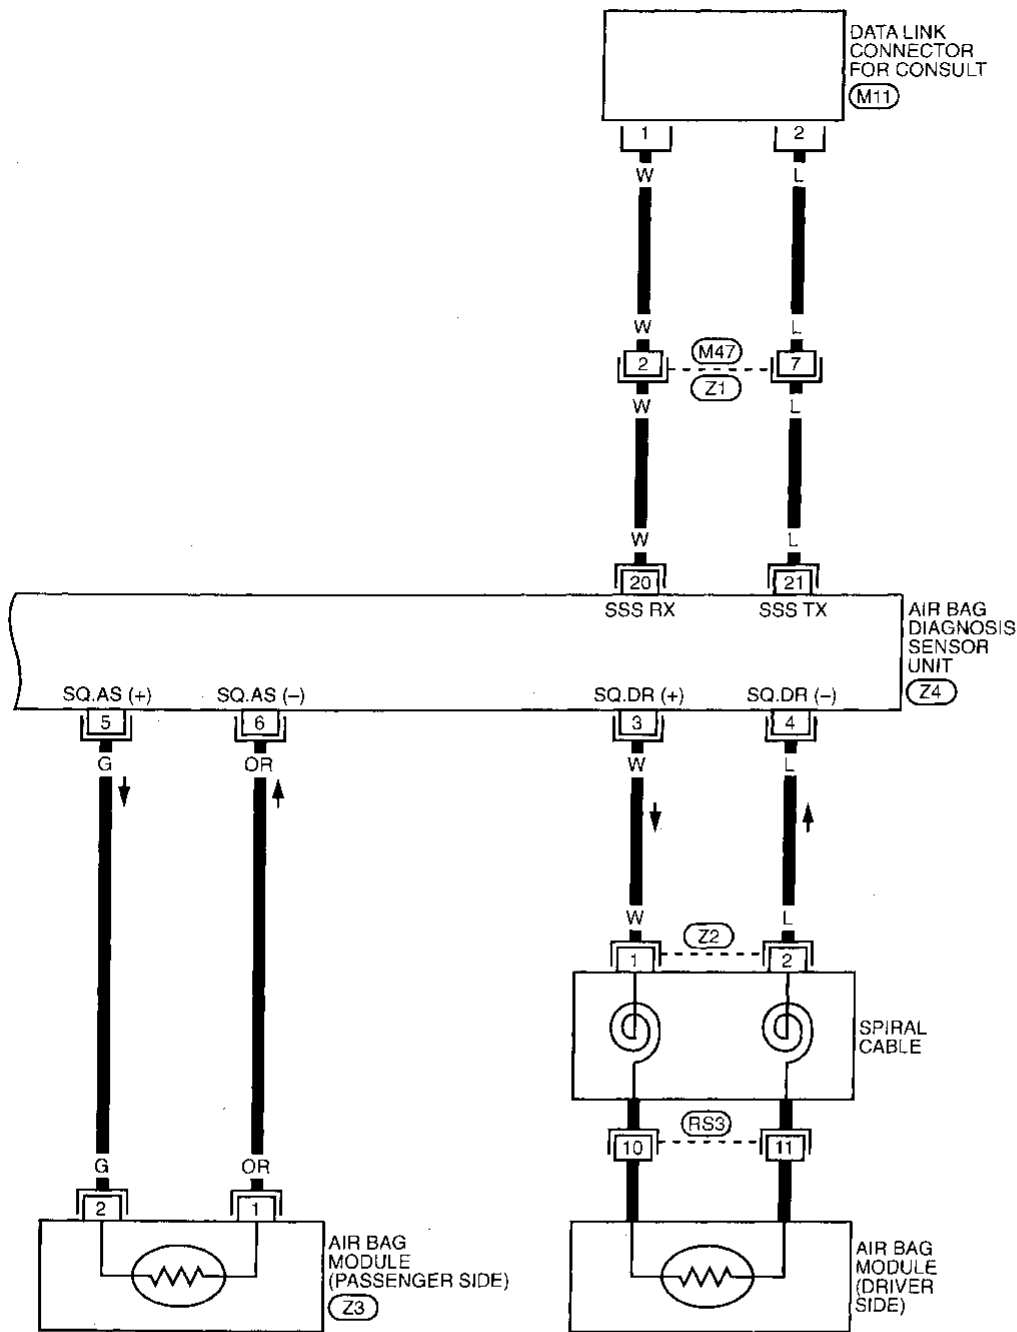 DATA LINK
CONNECTOR
FOR CONSULT
M11
1 2
W L
W L
M47
2 7
Z1
W L
W L
20 21
SSS RX SSS TX
AIR BAG
DIAGNOSIS
SENSOR
UNIT
Z4
SQ.AS (+) SQ.AS (–) SQ.DR (+) SQ.DR (–)
5 6 3 4
G OR W L
W L
Z2
1 2
SPIRAL
CABLE
RS3
10 11
G OR
2 1
AIR BAG
MODULE
(PASSENGER SIDE)
Z3
AIR BAG
MODULE
(DRIVER
SIDE)